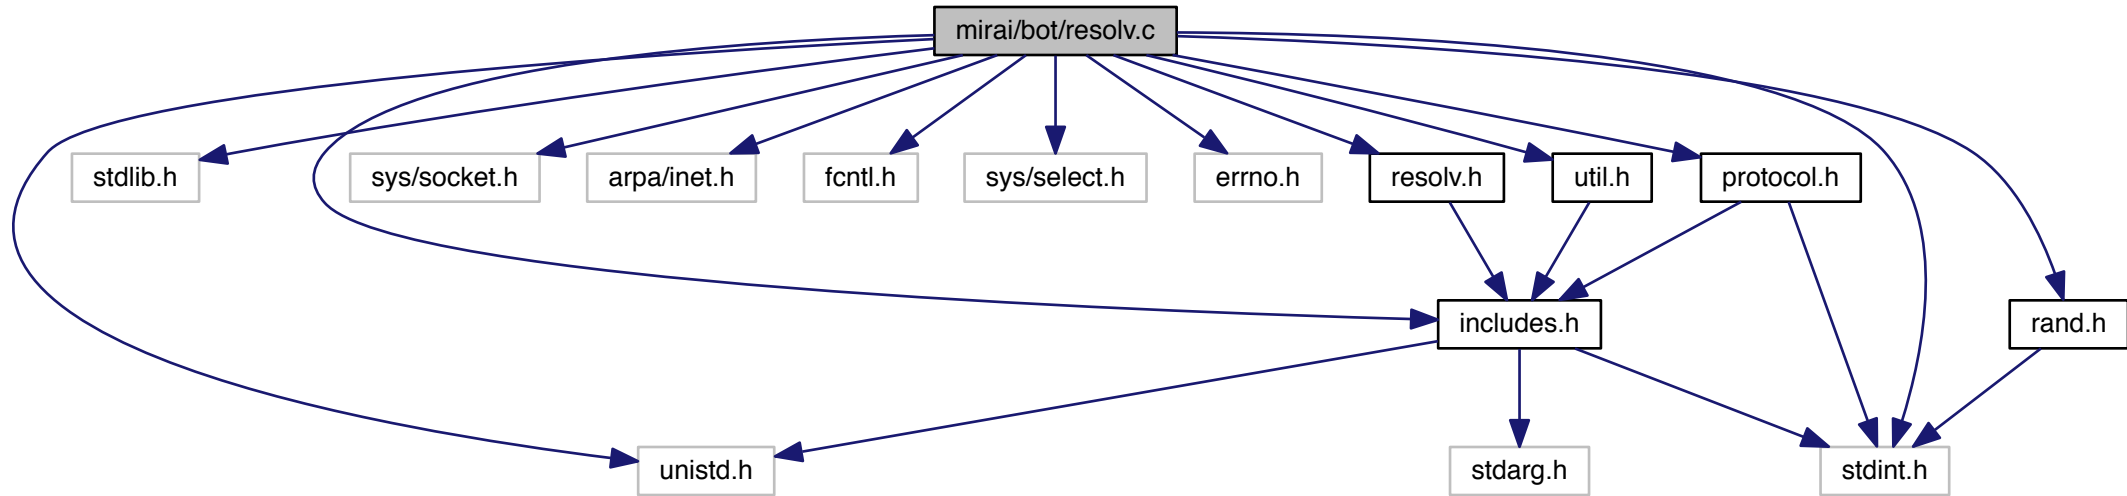 mirai/bot/resolv.c
stdlib.h
sys/socket.h
arpa/inet.h
fcntl.h
sys/select.h
errno.h
resolv.h
util.h
protocol.h
includes.h
rand.h
unistd.h
stdarg.h
stdint.h